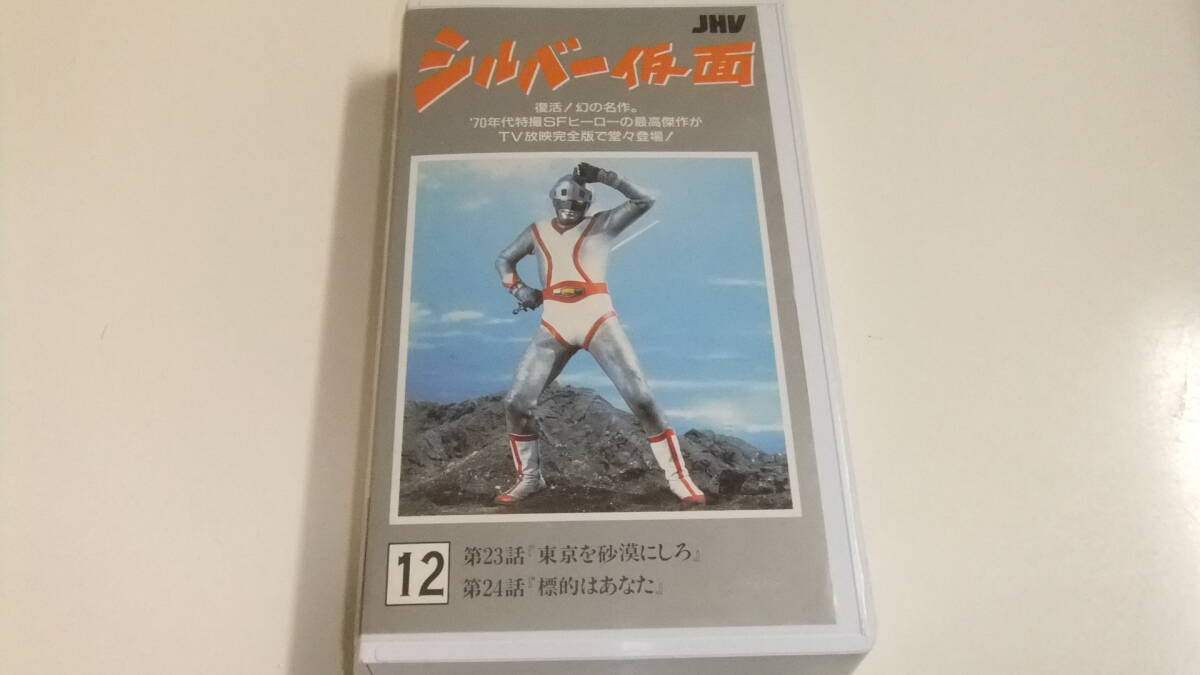 JHV
シルバー仮面
復活!幻の名作。
'70年代特撮SFヒーローの最高傑作が
TV放映完全版で堂々登場!
12
第23話『東京を砂漠にしろ』
第24話『標的はあなた』